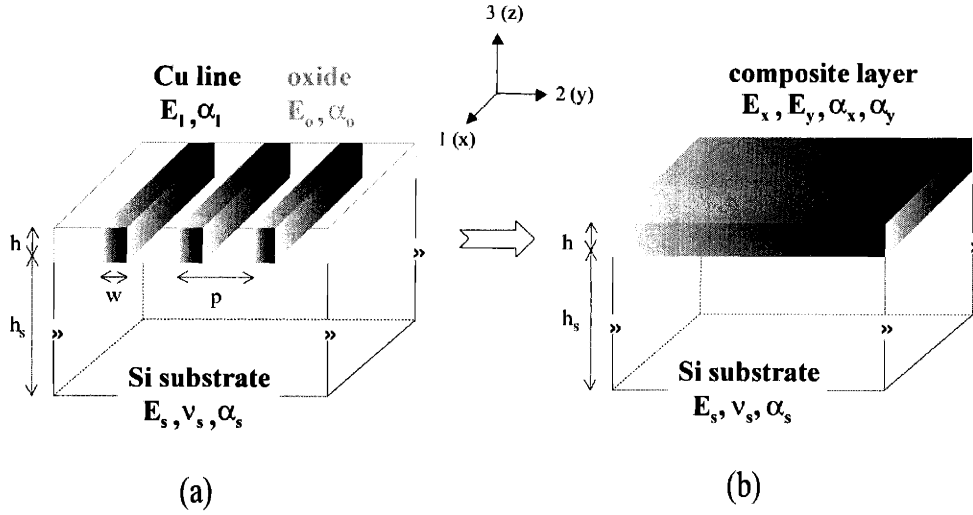 3 (z)
2 (y)
1 (x)
Cu line
E_l, α_l
oxide
E_o, α_o
composite layer
E_x, E_y, α_x, α_y
h
h_s
w
p
»
»
»
Si substrate
E_s, ν_s, α_s
h
h_s
»
»
»
Si substrate
E_s, ν_s, α_s
(a)
(b)